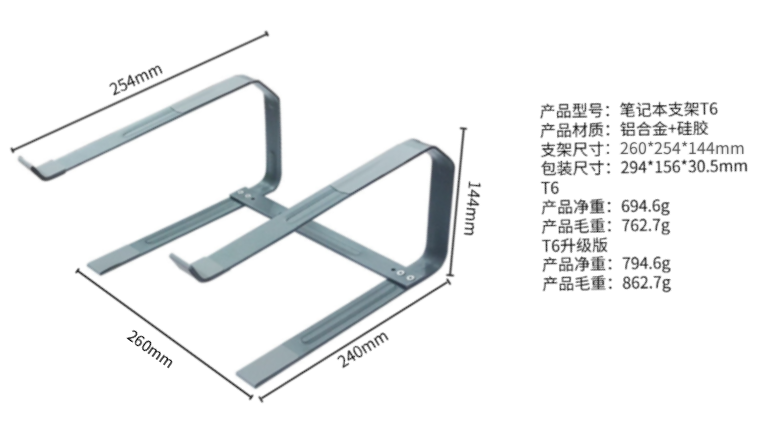 254mm
144mm
260mm
240mm
产品型号：笔记本支架T6
产品材质：铝合金+硅胶
支架尺寸：260*254*144mm
包装尺寸：294*156*30.5mm
T6
产品净重：694.6g
产品毛重：762.7g
T6升级版
产品净重：794.6g
产品毛重：862.7g